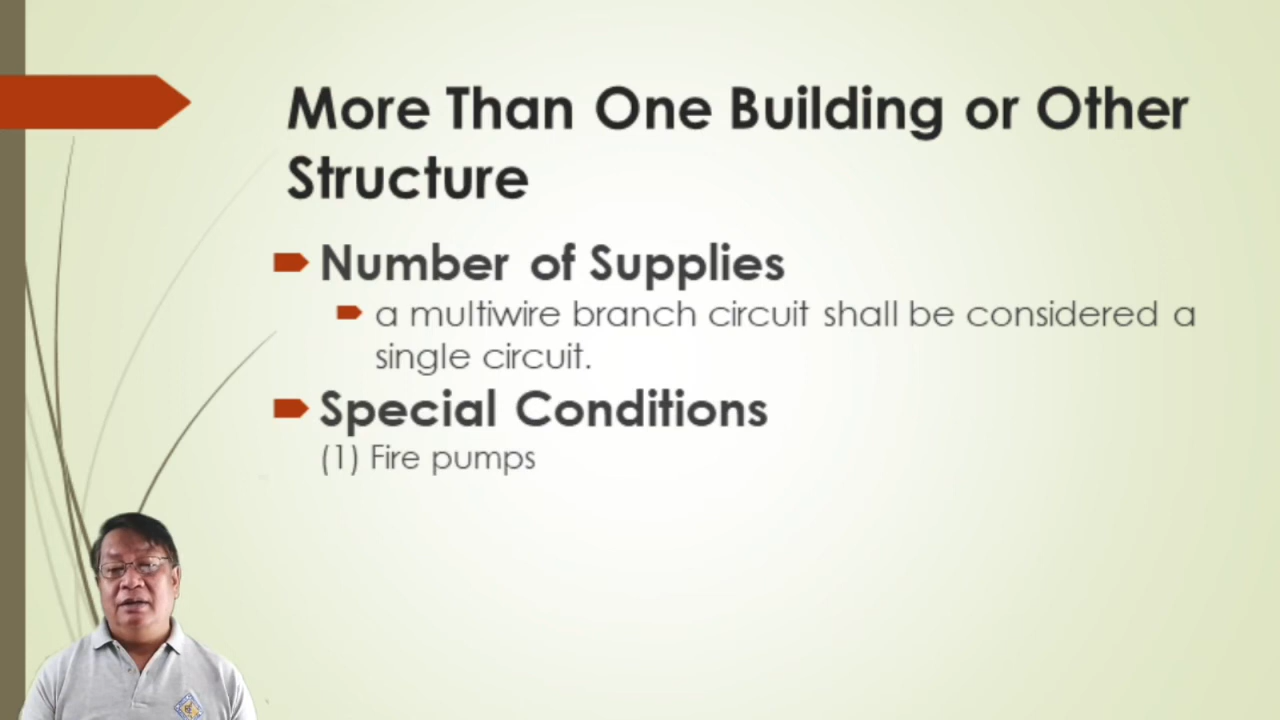 More Than One Building or Other
Structure
Number of Supplies
a multiwire branch circuit shall be considered a
single circuit.
Special Conditions
(1) Fire pumps